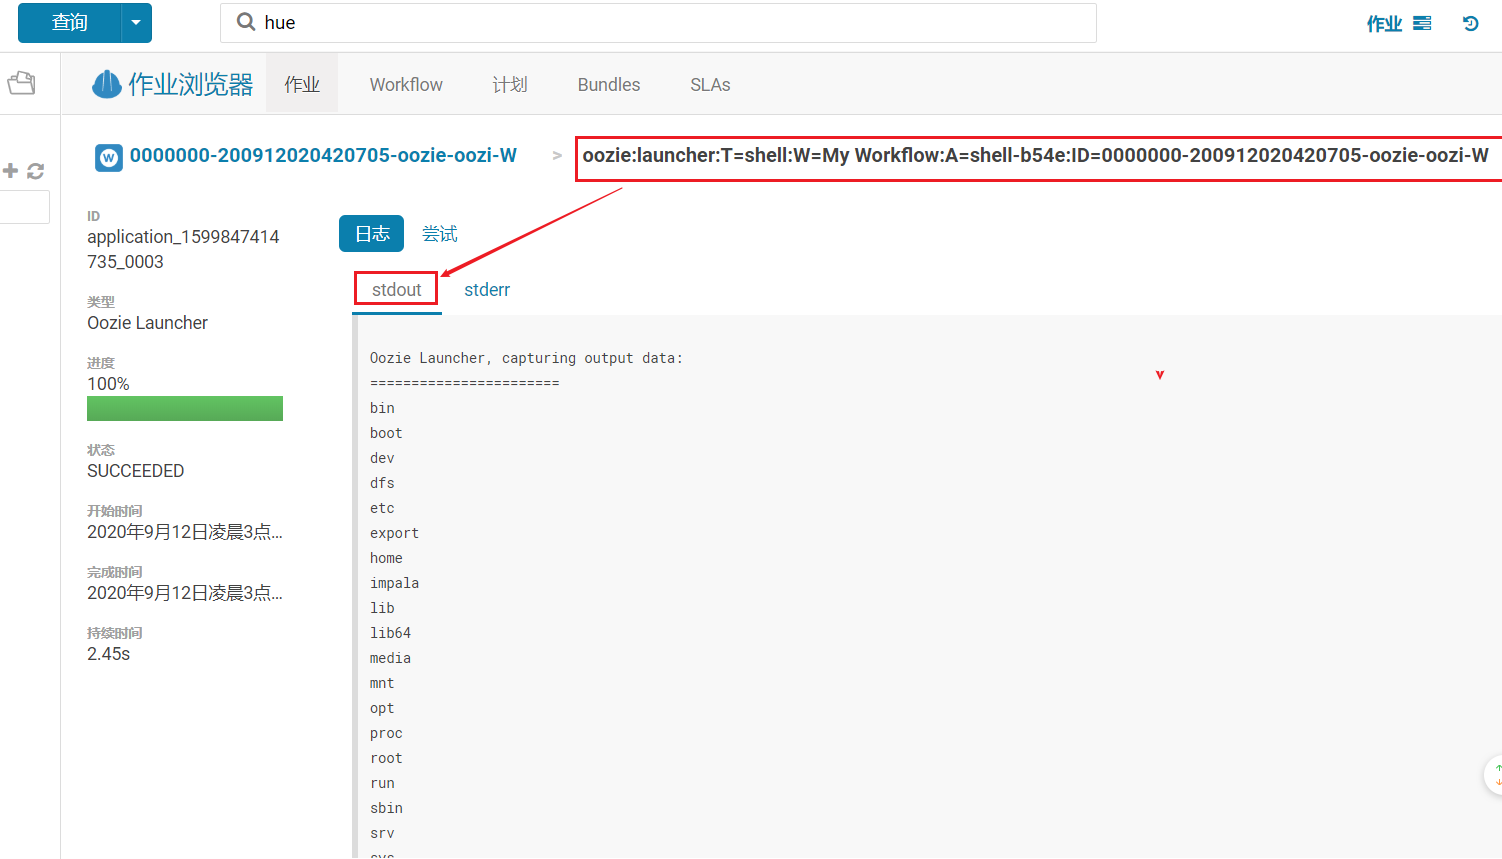 查询
hue
作业
作业浏览器
作业
Workflow
计划
Bundles
SLAs
0000000-200912020420705-oozie-oozi-W
>
oozie:launcher:T=shell:W=My Workflow:A=shell-b54e:ID=0000000-200912020420705-oozie-oozi-W
ID
application_1599847414
735_0003
类型
Oozie Launcher
进度
100%
状态
SUCCEEDED
开始时间
2020年9月12日凌晨3点...
完成时间
2020年9月12日凌晨3点...
持续时间
2.45s
日志
尝试
stdout
stderr
Oozie Launcher, capturing output data:
=======================
bin
boot
dev
dfs
etc
export
home
impala
lib
lib64
media
mnt
opt
proc
root
run
sbin
srv